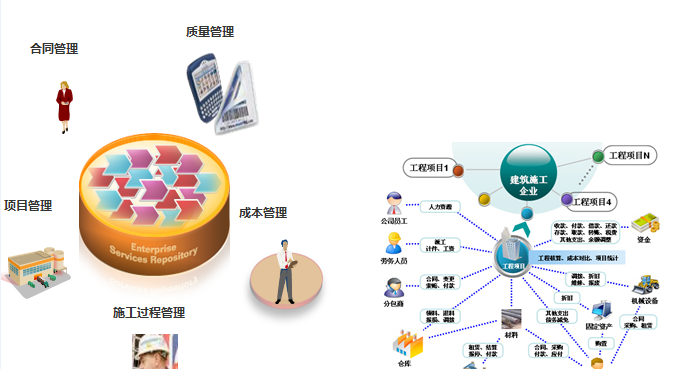 质量管理
合同管理
项目管理
成本管理
Enterprise
Services Repository
施工过程管理
工程项目1
建筑施工
企业
工程项目N
工程项目4
公司员工
人力资源
收款、付款、借款、还款
存款、取款、转账、税费
其他支出、余额调整
资金
劳务人员
派工
计件、工资
工程项目
工程核算、成本对比、项目统计
分包商
合同、变更
索赔、付款
调拨、折旧
维修、报废
机械设备
领料、退料
报损、调拨
仓库
材料
折旧
其他支出
债务减免
固定资产
合同
采购、租赁
购置
租赁、结算
报停、付款
合同、采购
付款、应付